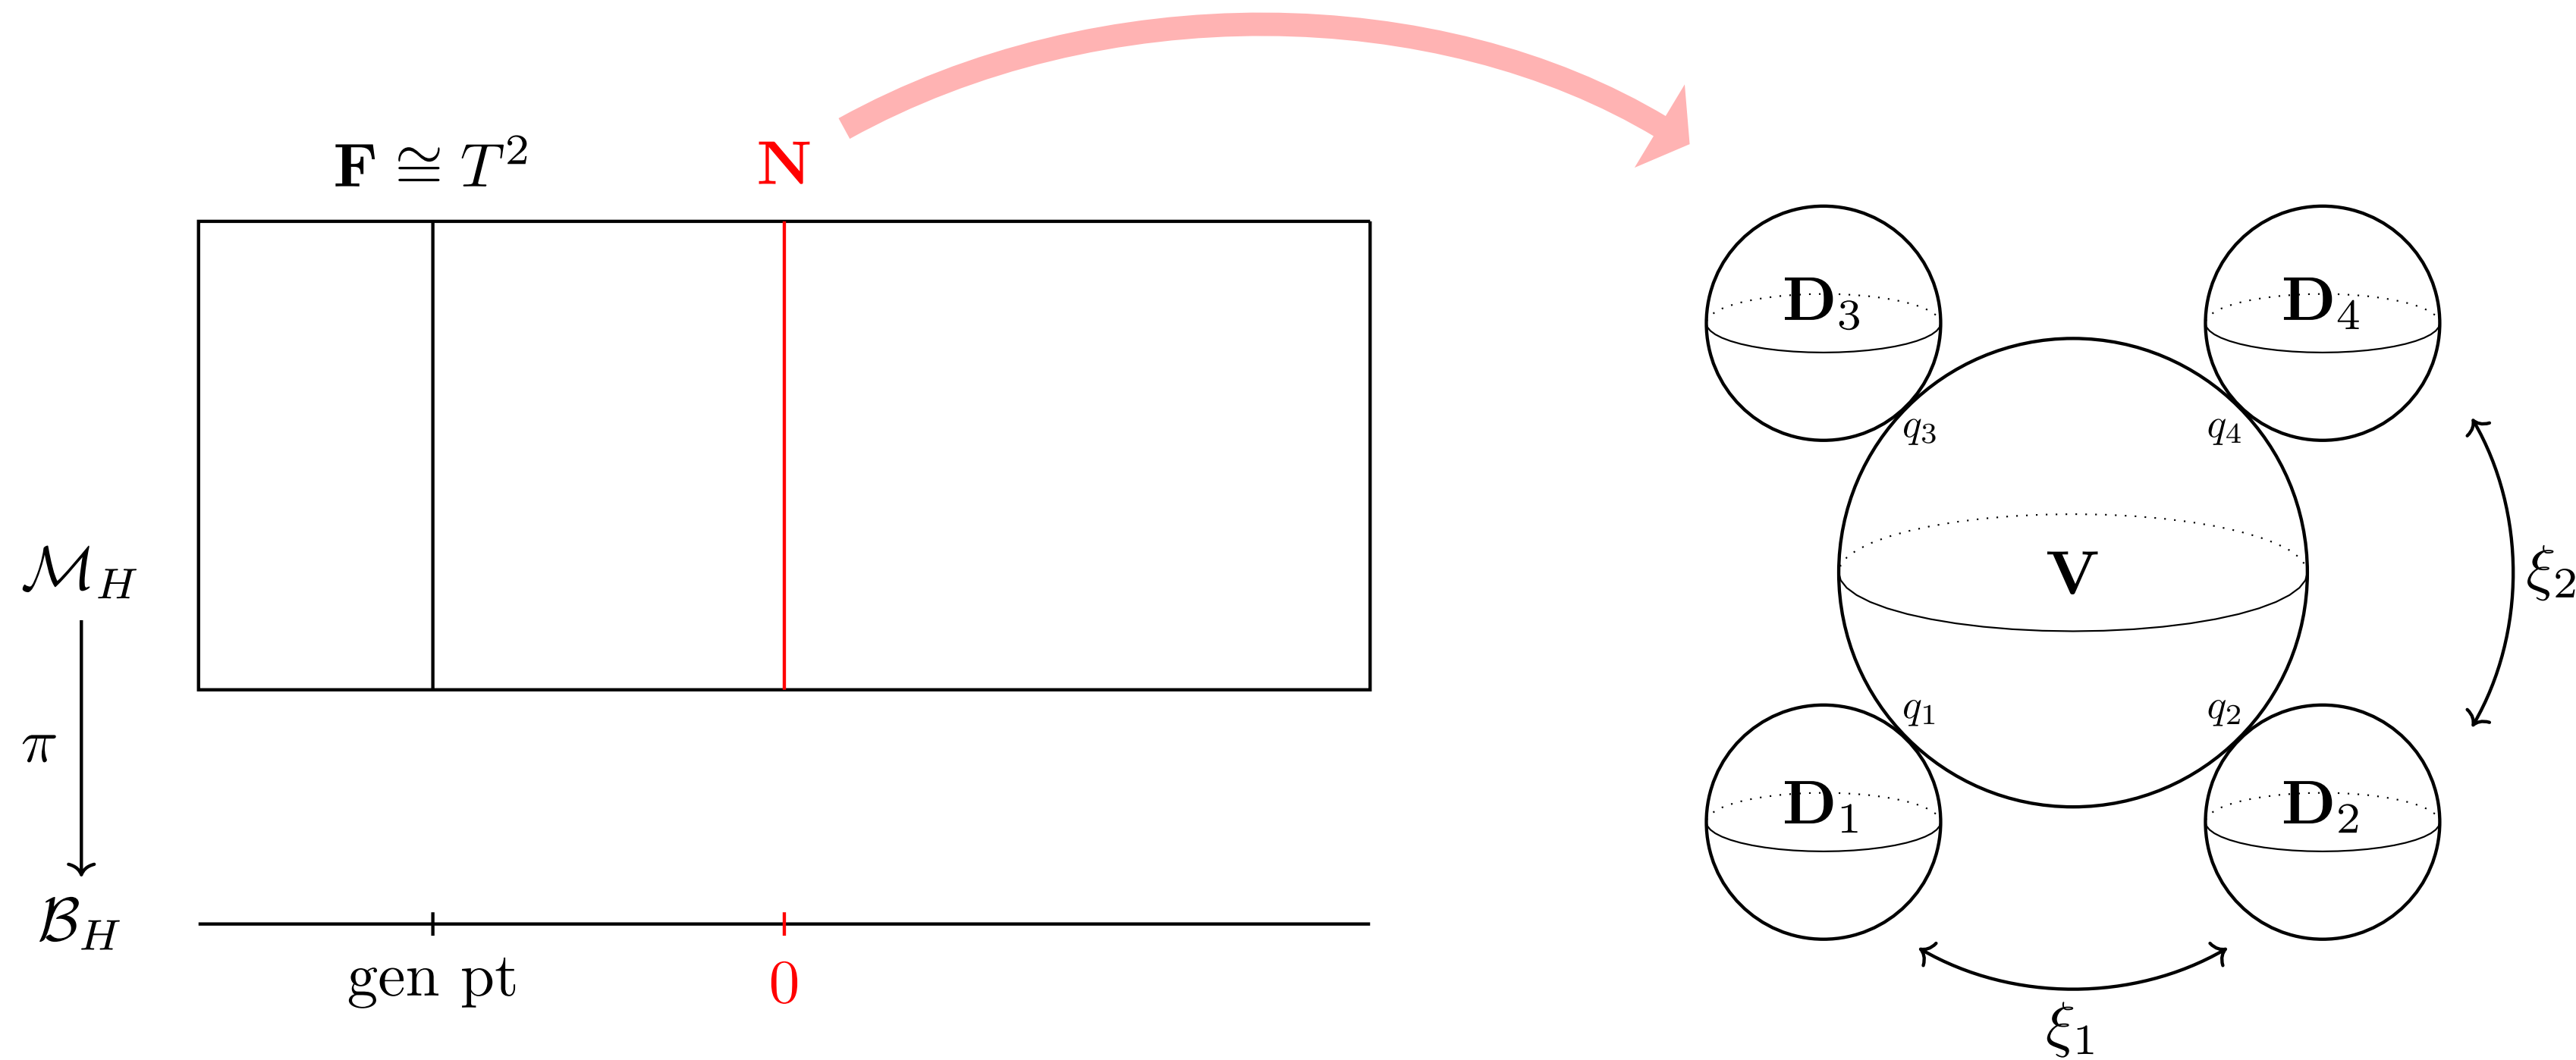 𝐅 ≅ T²
𝐍
𝓜_H
π
𝓑_H
gen pt
0
𝐃₃
𝐃₄
q₃
q₄
𝐕
ξ₂
q₁
q₂
𝐃₁
𝐃₂
ξ₁